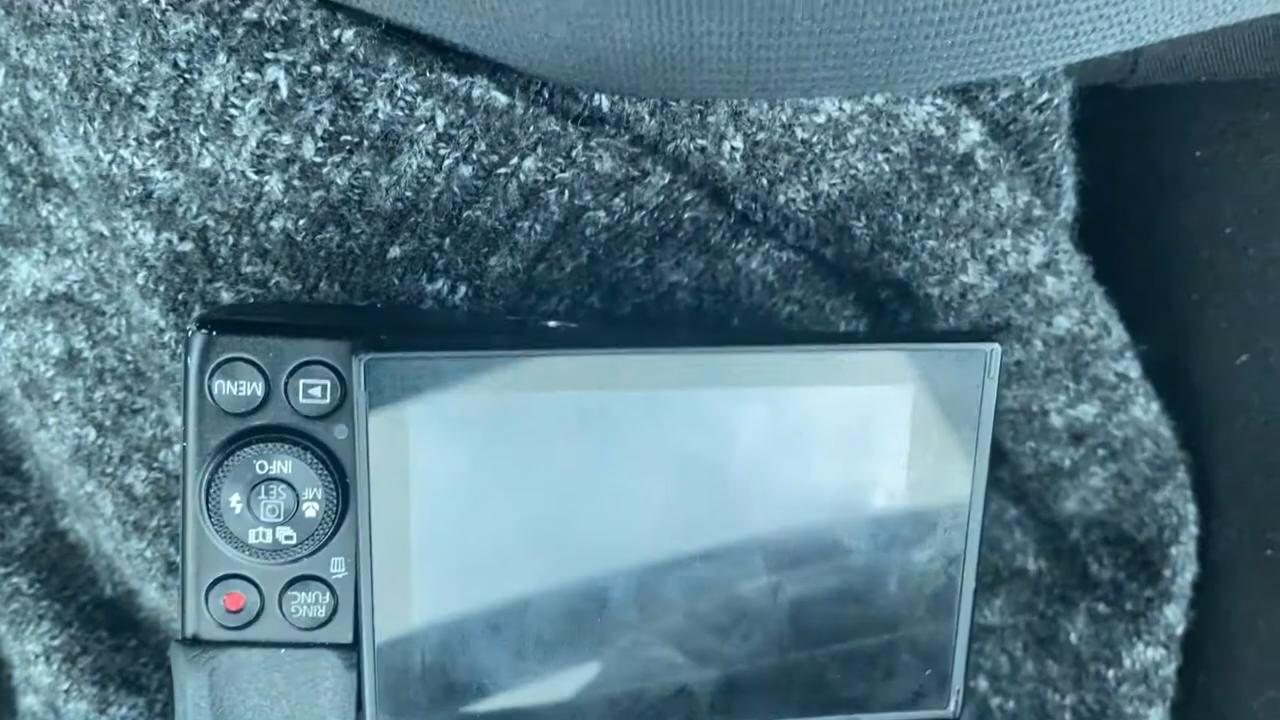 MENU
INFO.
SET
MF
RING
FUNC.